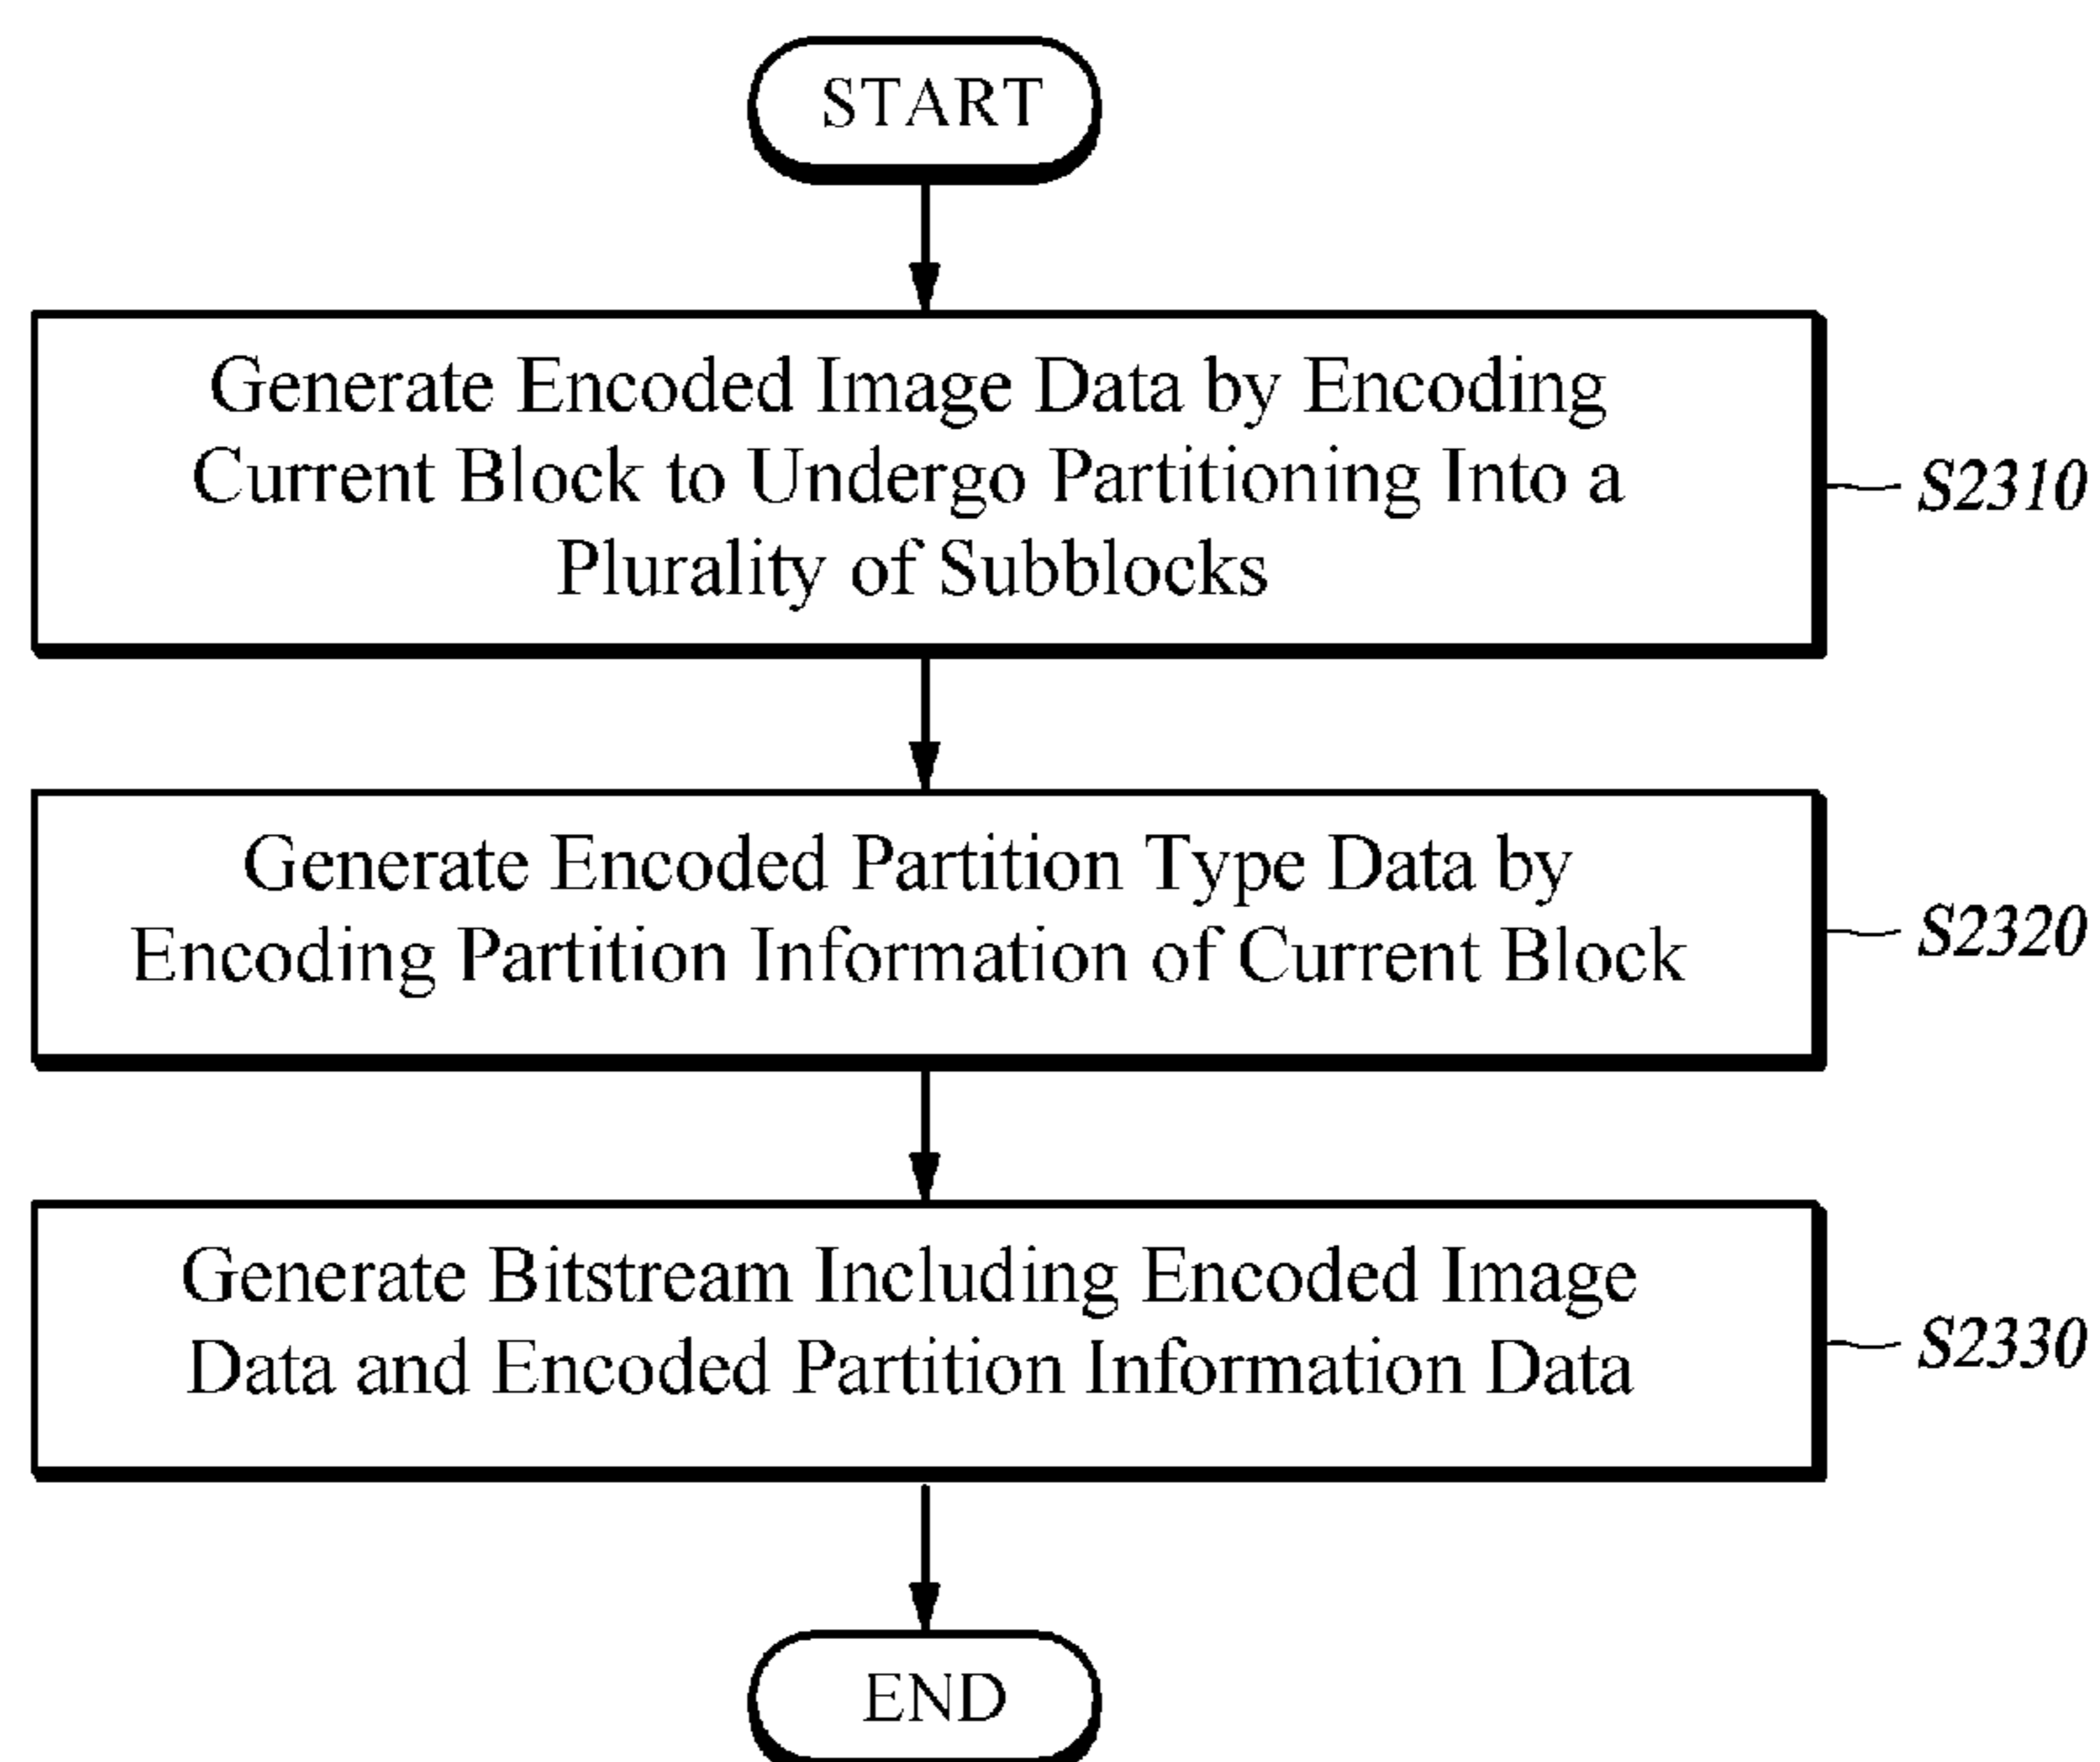 START
Generate Encoded Image Data by Encoding
Current Block to Undergo Partitioning Into a
Plurality of Subblocks
S2310
Generate Encoded Partition Type Data by
Encoding Partition Information of Current Block
S2320
Generate Bitstream Including Encoded Image
Data and Encoded Partition Information Data
S2330
END